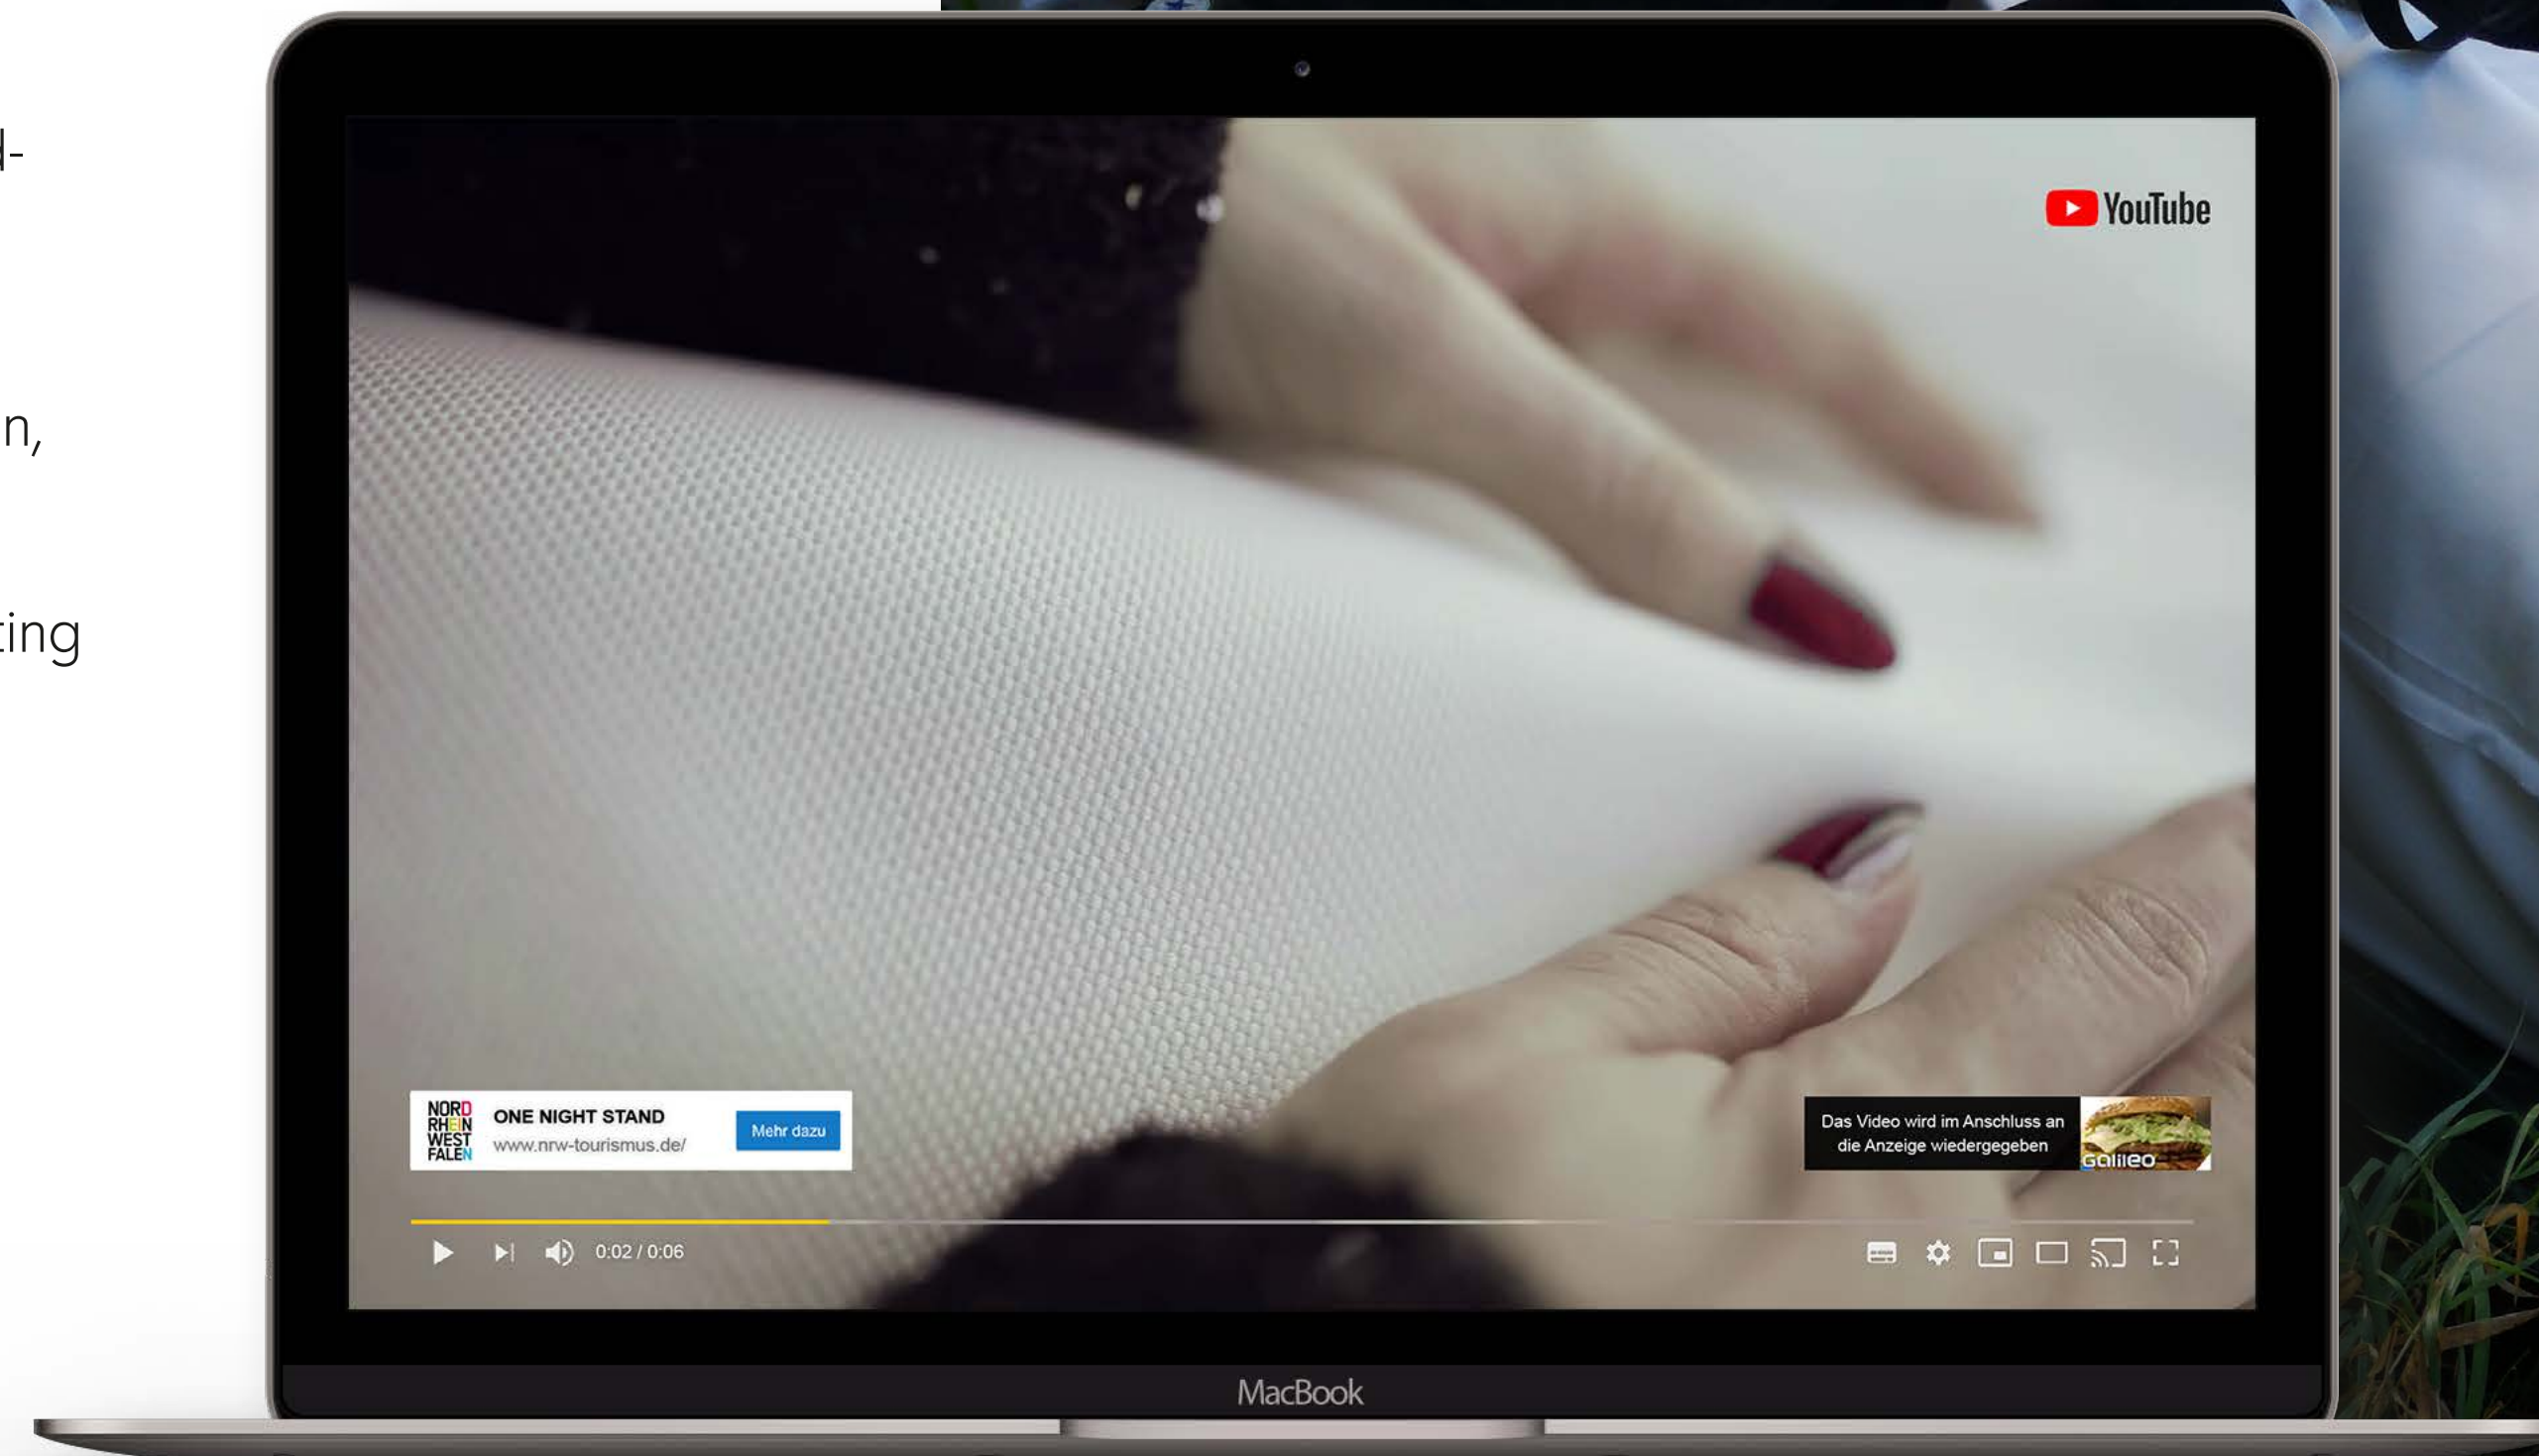 d-
n,
ting
YouTube
NORD
RHEIN
WEST
FALEN
ONE NIGHT STAND
www.nrw-tourismus.de/
Mehr dazu
Das Video wird im Anschluss an
die Anzeige wiedergegeben
Galileo
0:02 / 0:06
MacBook